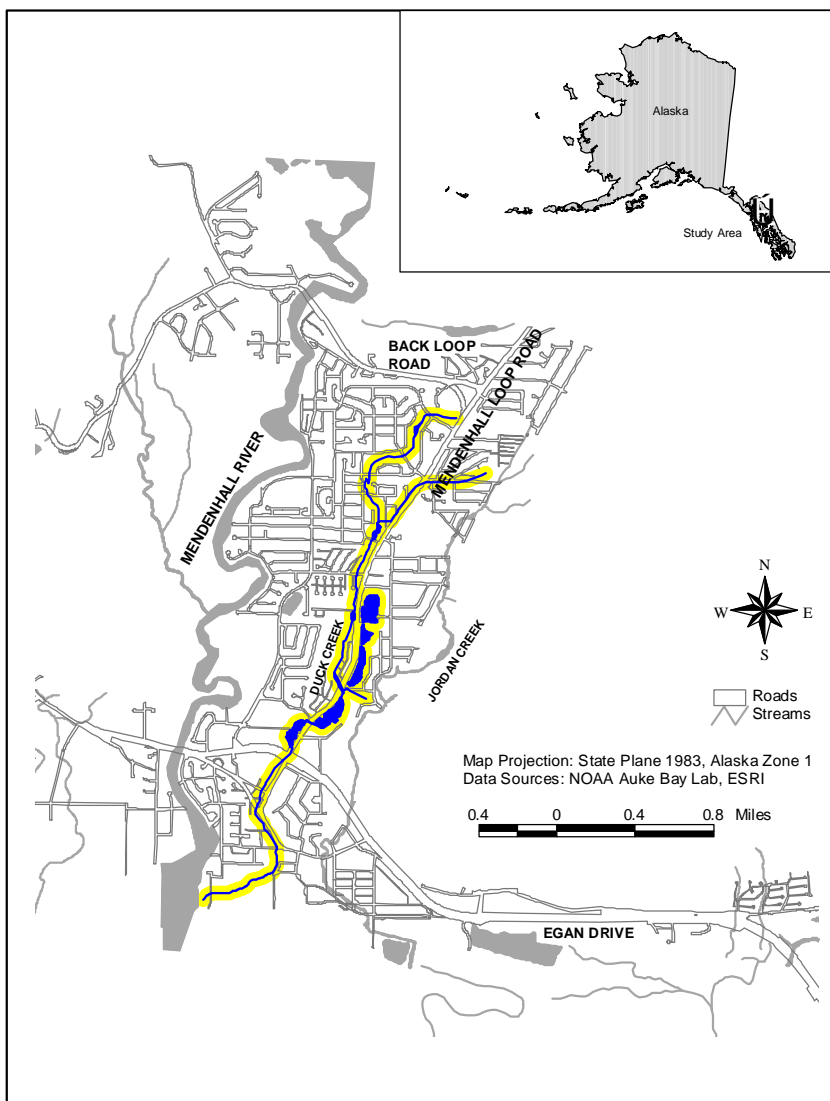 Alaska
Study Area
BACK LOOP
ROAD
MENDENHALL LOOP ROAD
MENDENHALL RIVER
DUCK CREEK
JORDAN CREEK
N
W
E
S
Roads
Streams
Map Projection: State Plane 1983, Alaska Zone 1
Data Sources: NOAA Auke Bay Lab, ESRI
0.4 0 0.4 0.8 Miles
EGAN DRIVE